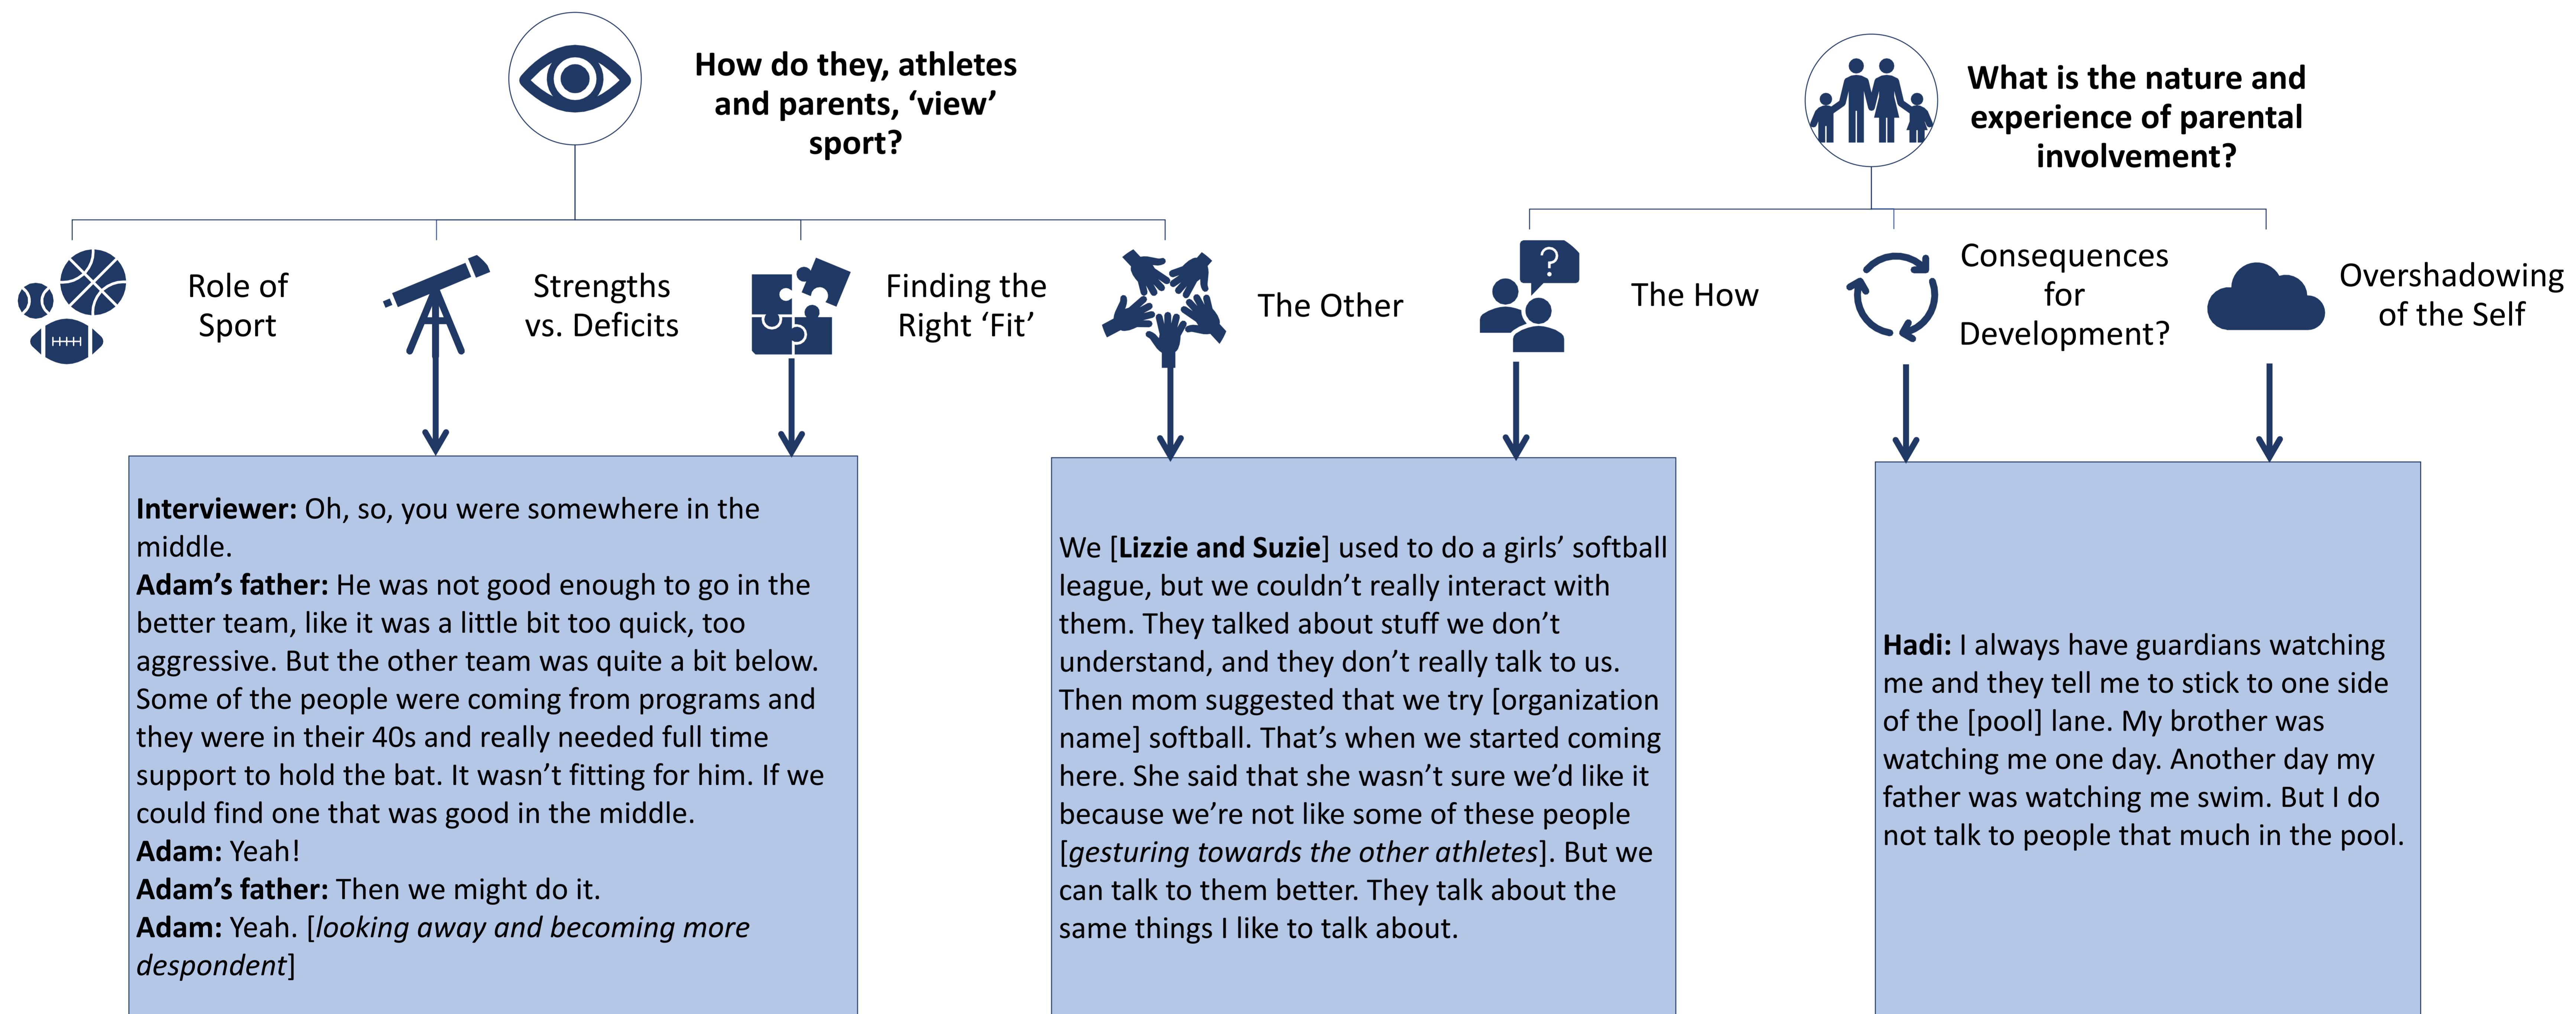 How do they, athletes
and parents, ‘view’
sport?
What is the nature and
experience of parental
involvement?
Role of
Sport
Strengths
vs. Deficits
Finding the
Right ‘Fit’
The Other
?
The How
Consequences
for
Development?
Overshadowing
of the Self
Interviewer: Oh, so, you were somewhere in the
middle.
Adam’s father: He was not good enough to go in the
better team, like it was a little bit too quick, too
aggressive. But the other team was quite a bit below.
Some of the people were coming from programs and
they were in their 40s and really needed full time
support to hold the bat. It wasn’t fitting for him. If we
could find one that was good in the middle.
Adam: Yeah!
Adam’s father: Then we might do it.
Adam: Yeah. [looking away and becoming more
despondent]
We [Lizzie and Suzie] used to do a girls’ softball
league, but we couldn’t really interact with
them. They talked about stuff we don’t
understand, and they don’t really talk to us.
Then mom suggested that we try [organization
name] softball. That’s when we started coming
here. She said that she wasn’t sure we’d like it
because we’re not like some of these people
[gesturing towards the other athletes]. But we
can talk to them better. They talk about the
same things I like to talk about.
Hadi: I always have guardians watching
me and they tell me to stick to one side
of the [pool] lane. My brother was
watching me one day. Another day my
father was watching me swim. But I do
not talk to people that much in the pool.